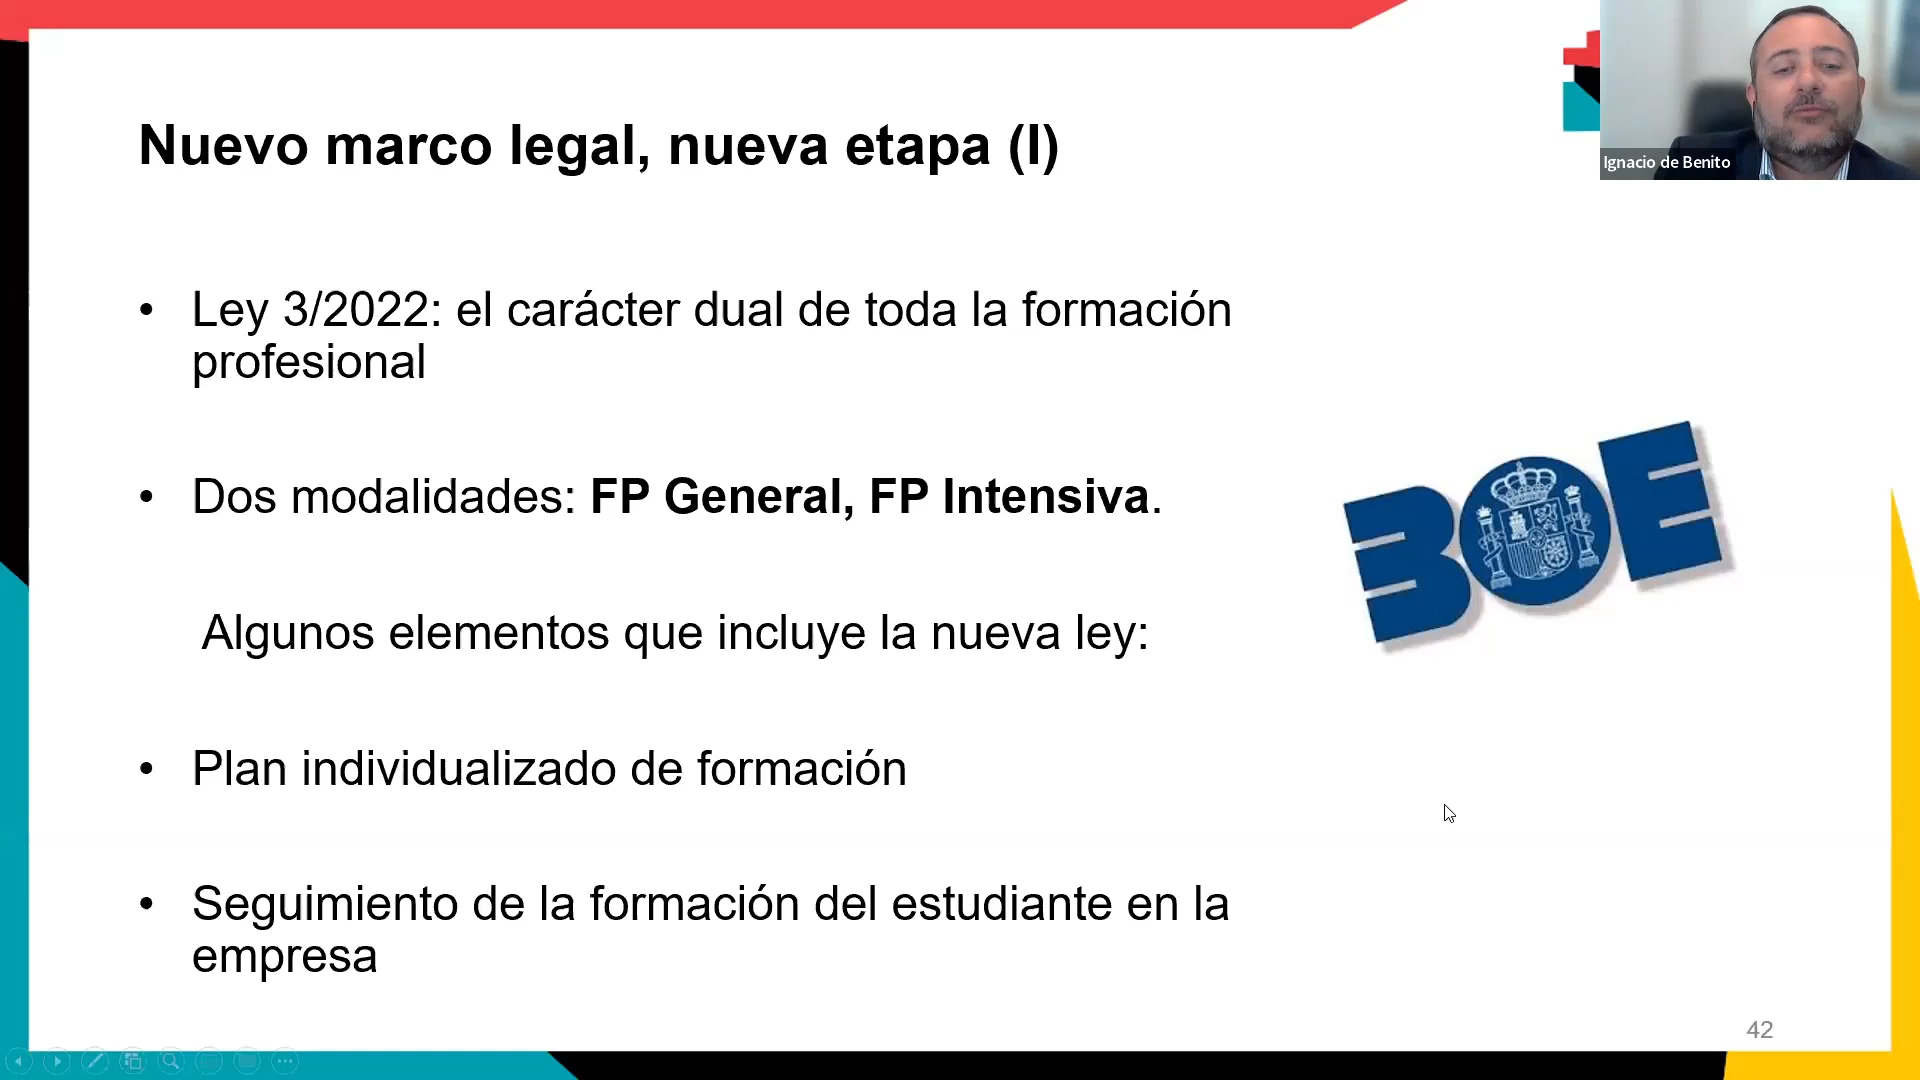 Nuevo marco legal, nueva etapa (I)
Ignacio de Benito
• Ley 3/2022: el carácter dual de toda la formación
profesional
• Dos modalidades: FP General, FP Intensiva.
BOE
Algunos elementos que incluye la nueva ley:
• Plan individualizado de formación
• Seguimiento de la formación del estudiante en la
empresa
42